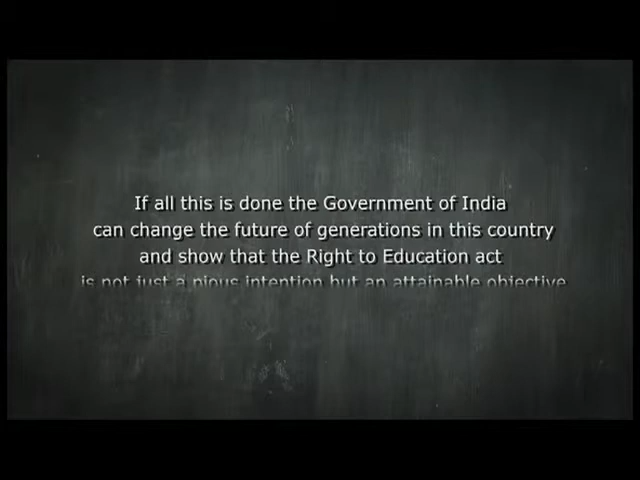 If all this is done the Government of India
can change the future of generations in this country
and show that the Right to Education act
is not just a pious intention but an attainable objective